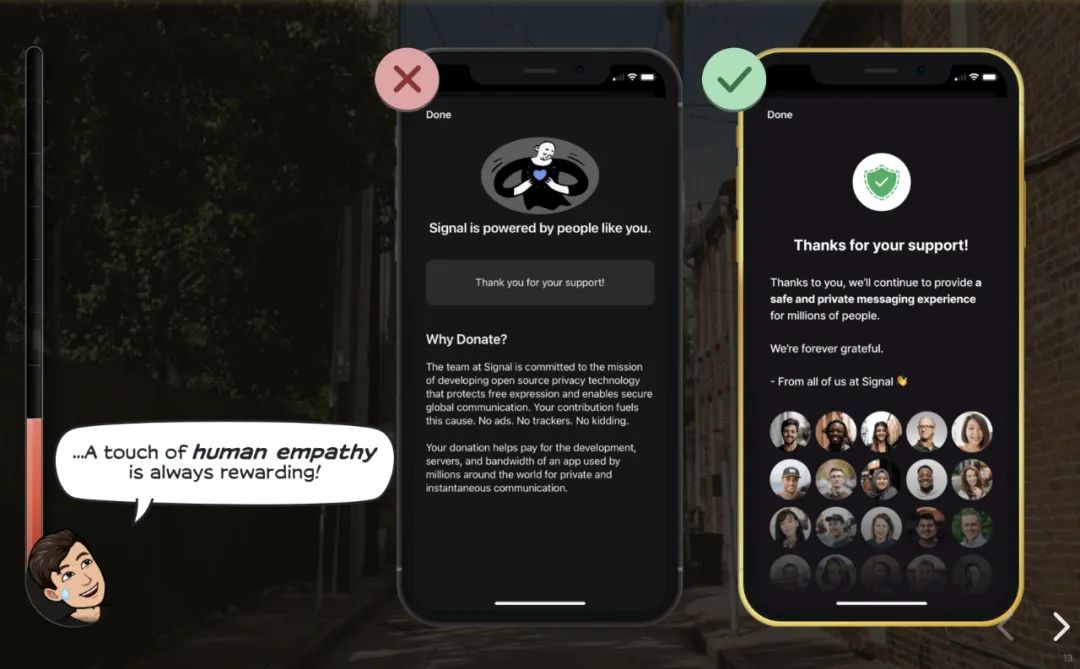 ...A touch of human empathy
is always rewarding!
Done
Signal is powered by people like you.
Thank you for your support!
Why Donate?
The team at Signal is committed to the mission
of developing open source privacy technology
that protects free expression and enables secure
global communication. Your contribution fuels
this cause. No ads. No trackers. No kidding.
Your donation helps pay for the development,
servers, and bandwidth of an app used by
millions around the world for private and
instantaneous communication.
Done
Thanks for your support!
Thanks to you, we'll continue to provide a
safe and private messaging experience
for millions of people.
We're forever grateful.
- From all of us at Signal 👋
13